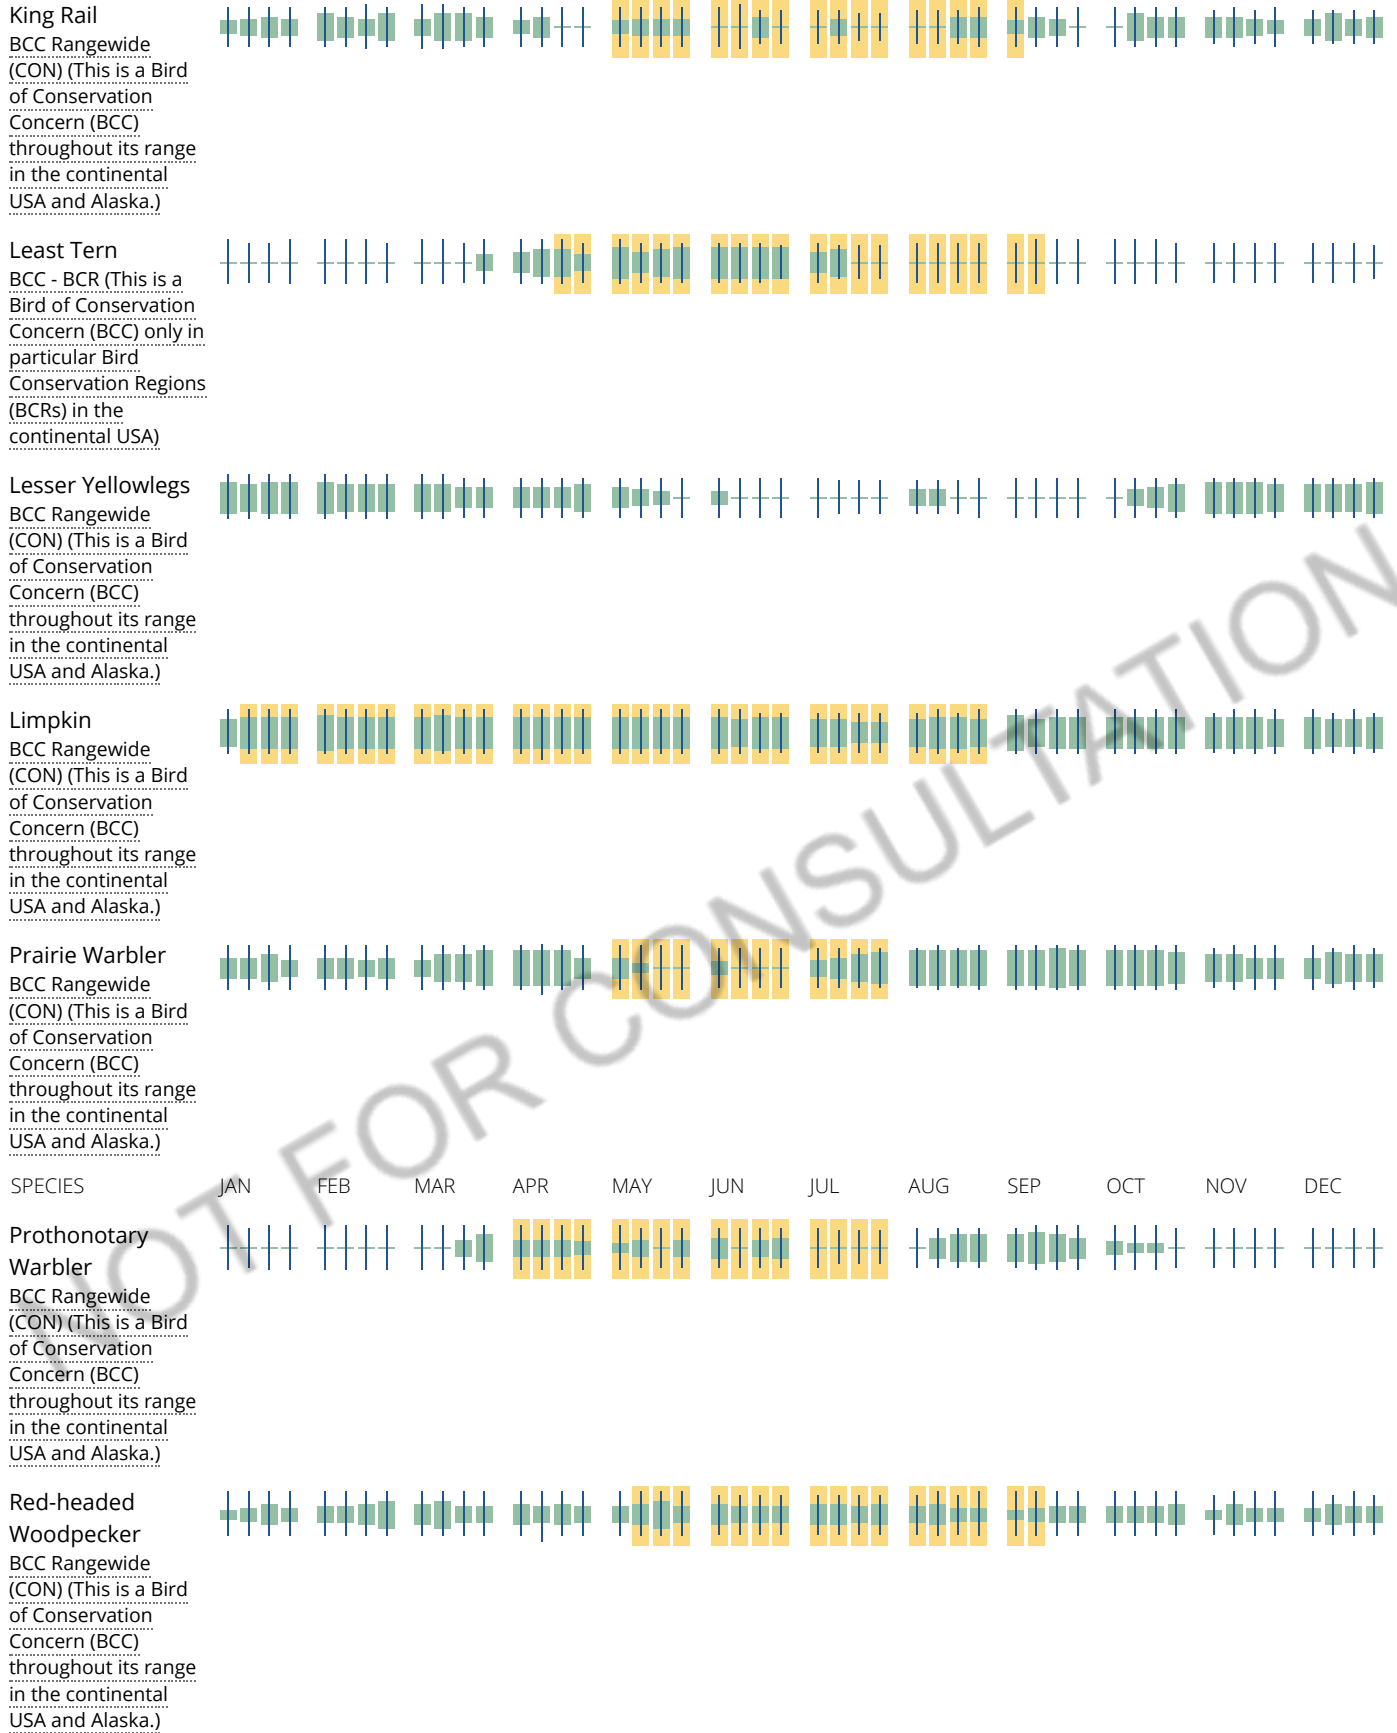 King Rail
BCC Rangewide
(CON) (This is a Bird
of Conservation
Concern (BCC)
throughout its range
in the continental
USA and Alaska.)
Least Tern
BCC - BCR (This is a
Bird of Conservation
Concern (BCC) only in
particular Bird
Conservation Regions
(BCRs) in the
continental USA)
Lesser Yellowlegs
BCC Rangewide
(CON) (This is a Bird
of Conservation
Concern (BCC)
throughout its range
in the continental
USA and Alaska.)
Limpkin
BCC Rangewide
(CON) (This is a Bird
of Conservation
Concern (BCC)
throughout its range
in the continental
USA and Alaska.)
Prairie Warbler
BCC Rangewide
(CON) (This is a Bird
of Conservation
Concern (BCC)
throughout its range
in the continental
USA and Alaska.)
SPECIES JAN FEB MAR APR MAY JUN JUL AUG SEP OCT NOV DEC
Prothonotary
Warbler
BCC Rangewide
(CON) (This is a Bird
of Conservation
Concern (BCC)
throughout its range
in the continental
USA and Alaska.)
Red-headed
Woodpecker
BCC Rangewide
(CON) (This is a Bird
of Conservation
Concern (BCC)
throughout its range
in the continental
USA and Alaska.)
NOT FOR CONSULTATION